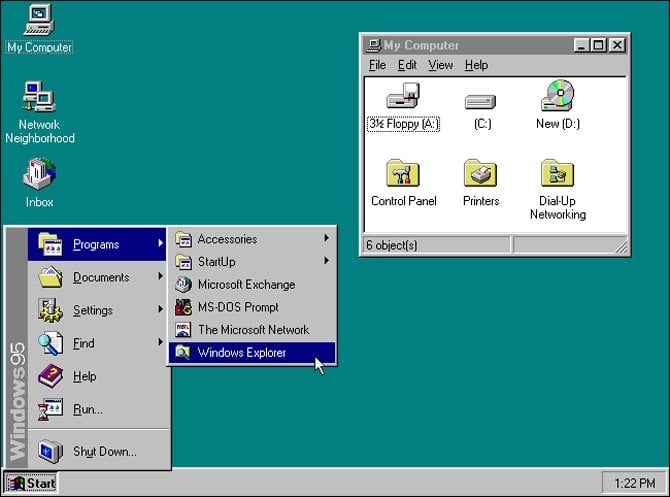 My Computer
Network
Neighborhood
Inbox
My Computer
File Edit View Help
3½ Floppy (A:) (C:) New (D:)
Control Panel Printers Dial-Up
Networking
6 object(s)
Windows95
Programs
Documents
Settings
Find
Help
Run...
Shut Down...
Accessories
StartUp
Microsoft Exchange
MS-DOS Prompt
The Microsoft Network
Windows Explorer
Start
1:22 PM